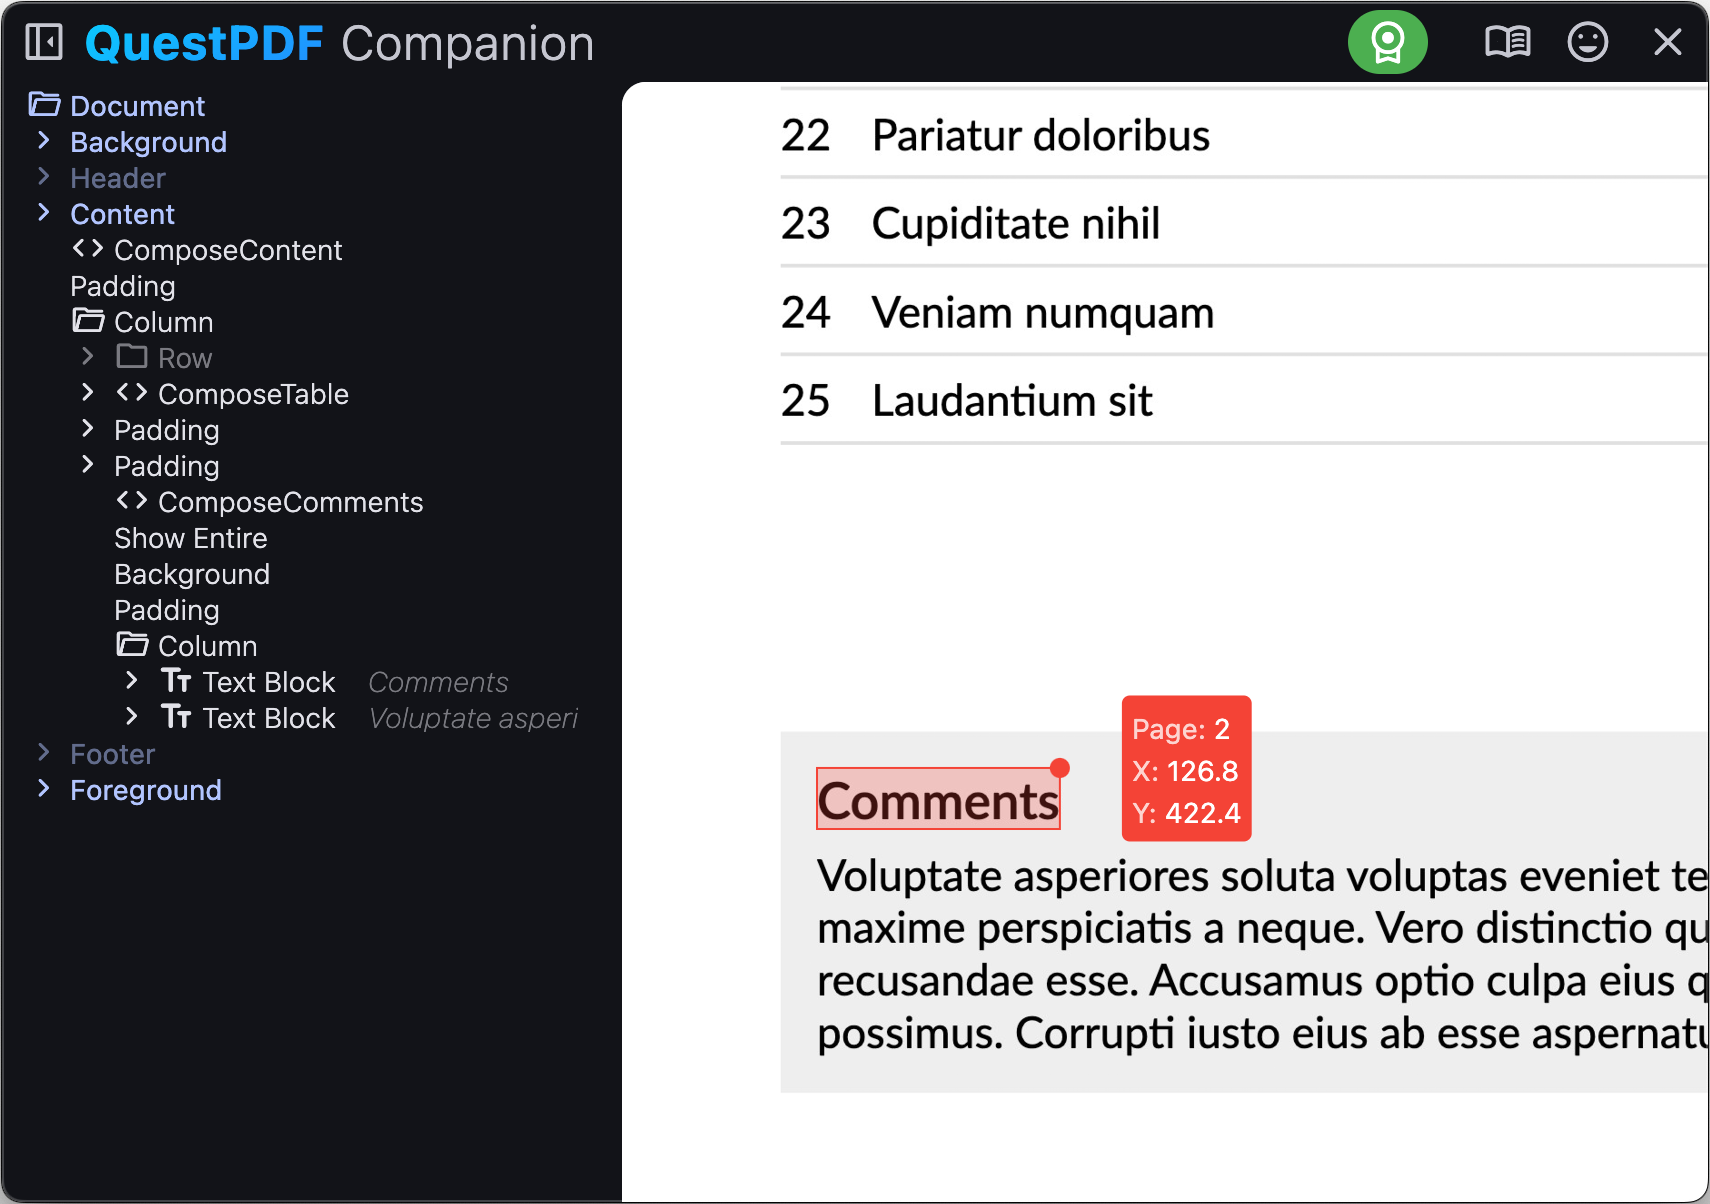 QuestPDF Companion
Document
Background
Header
Content
ComposeContent
Padding
Column
Row
ComposeTable
Padding
Padding
ComposeComments
Show Entire
Background
Padding
Column
Text Block Comments
Text Block Voluptate asperi
Footer
Foreground
22 Pariatur doloribus
23 Cupiditate nihil
24 Veniam numquam
25 Laudantium sit
Page: 2
X: 126.8
Y: 422.4
Comments
Voluptate asperiores soluta voluptas eveniet te
maxime perspiciatis a neque. Vero distinctio qu
recusandae esse. Accusamus optio culpa eius q
possimus. Corrupti iusto eius ab esse aspernatu